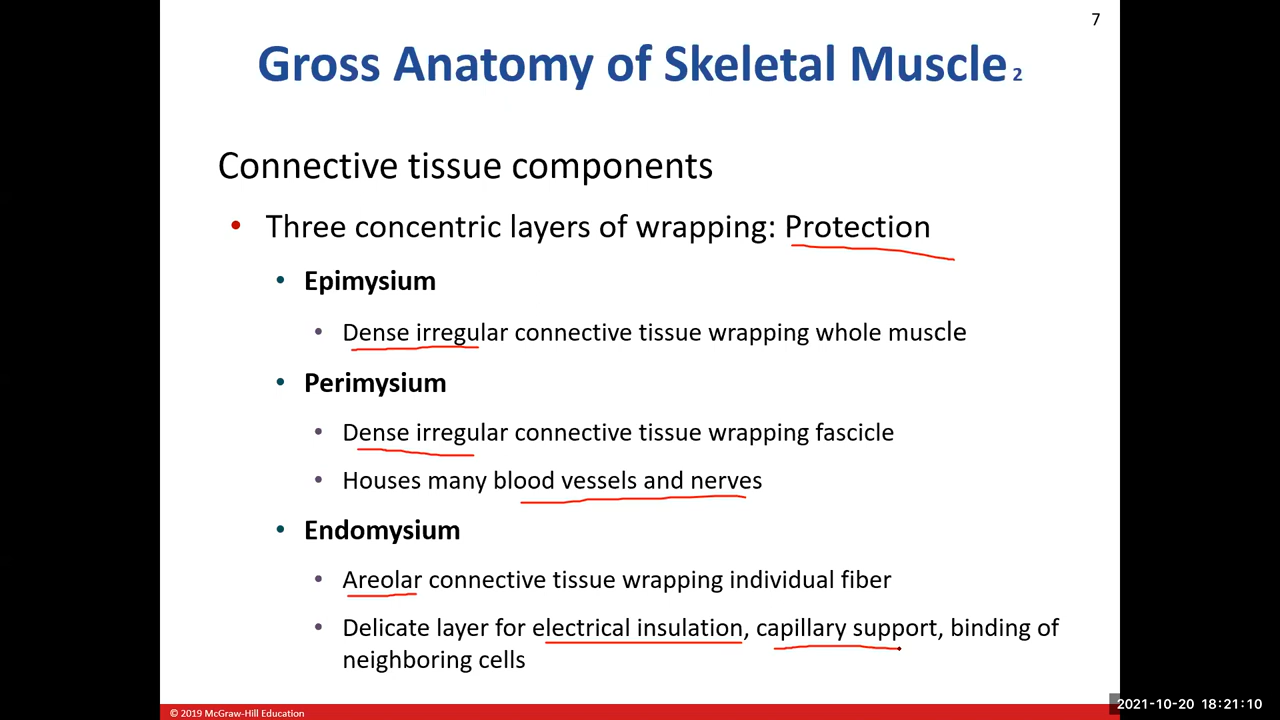 7
Gross Anatomy of Skeletal Muscle 2
Connective tissue components
• Three concentric layers of wrapping: Protection
• Epimysium
• Dense irregular connective tissue wrapping whole muscle
• Perimysium
• Dense irregular connective tissue wrapping fascicle
• Houses many blood vessels and nerves
• Endomysium
• Areolar connective tissue wrapping individual fiber
• Delicate layer for electrical insulation, capillary support, binding of
neighboring cells
© 2019 McGraw-Hill Education
2021-10-20 18:21:10